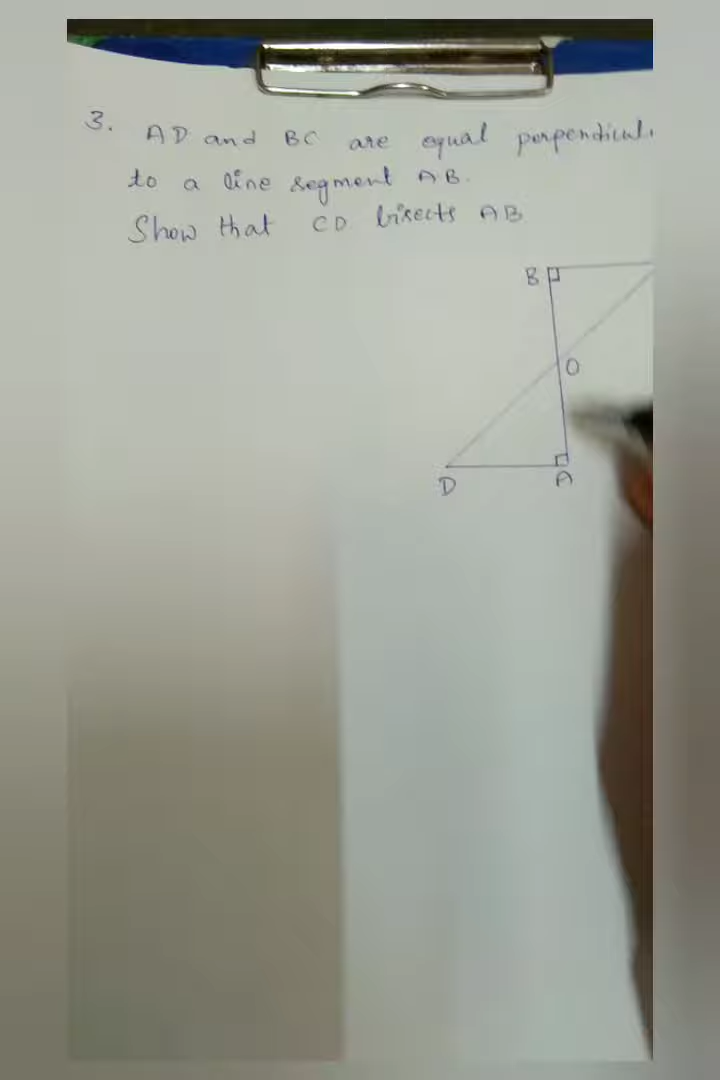 3. AD and BC are equal perpendicul
to a line segment AB.
Show that CD bisects AB
B
O
D A